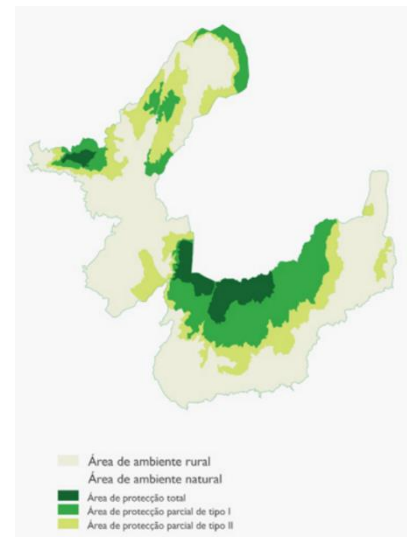 Área de ambiente rural
Área de ambiente natural
Área de protecção total
Área de protecção parcial de tipo I
Área de protecção parcial de tipo II